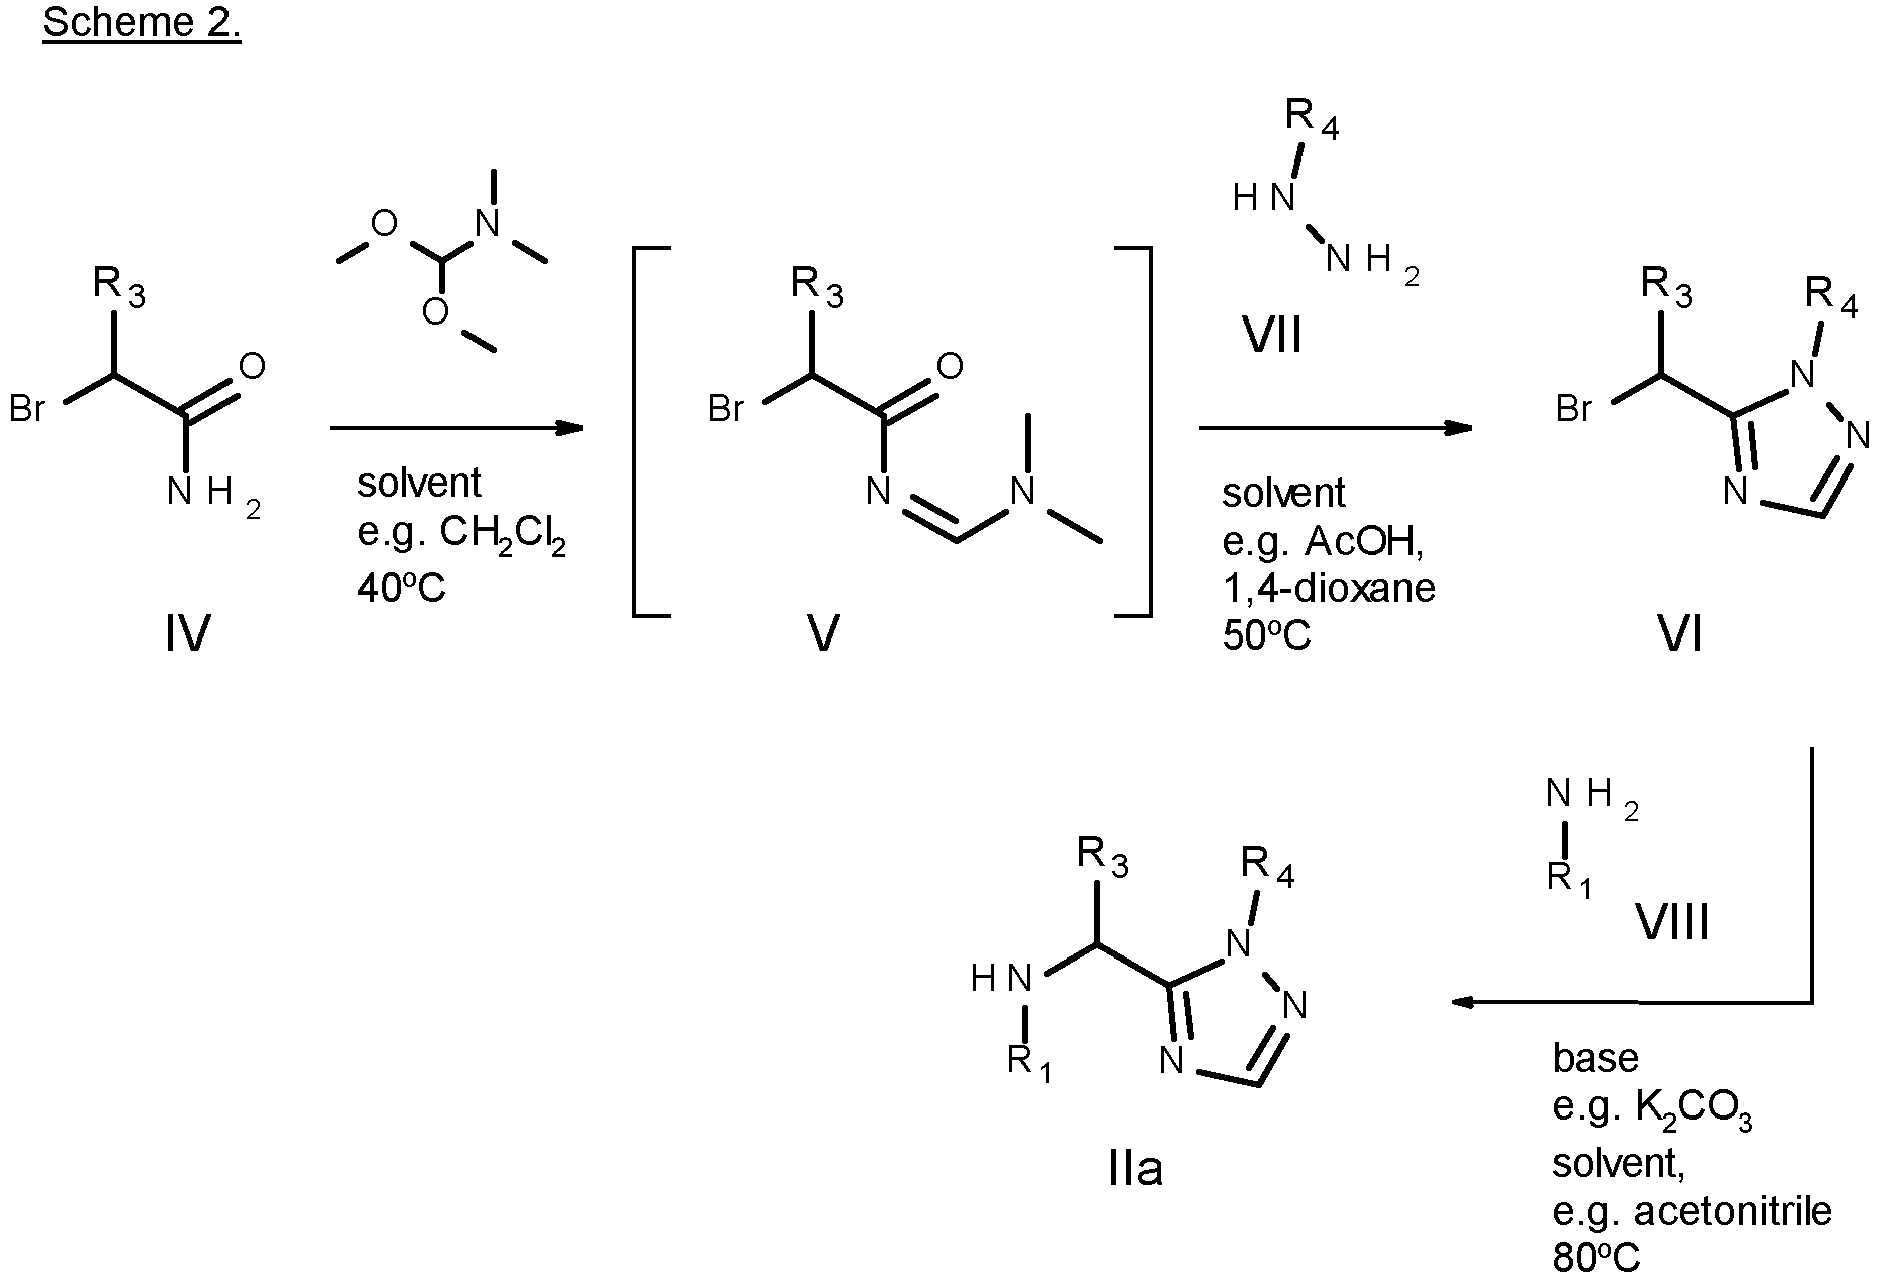 Scheme 2.
R4
O N
HN
NH2
O
R3
R3
VII
R3
R4
Br
O
NH2
Br
O
N
N
Br
N
N
N
solvent
e.g. CH2Cl2
40ºC
solvent
e.g. AcOH,
1,4-dioxane
50ºC
IV
V
VI
NH2
R1
VIII
R3
R4
HN
R1
N
N
N
IIa
base
e.g. K2CO3
solvent,
e.g. acetonitrile
80ºC